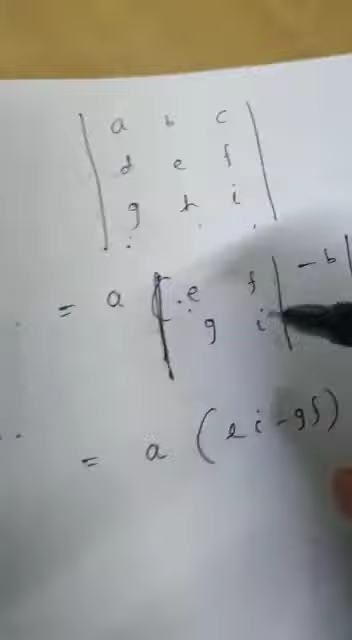 | a b c |
| d e f |
| g h i |
= a | e f | - b |
| g i |
= a (ei - gf)